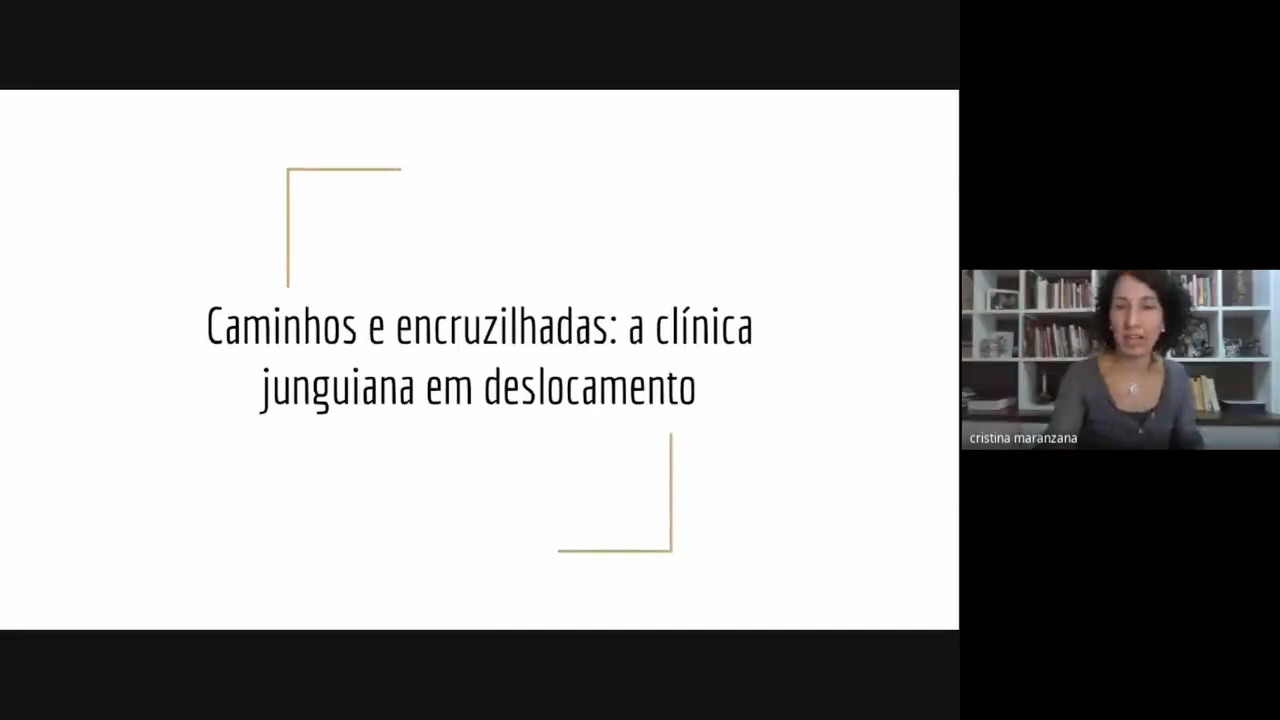 Caminhos e encruzilhadas: a clínica
junguiana em deslocamento
cristina maranzana